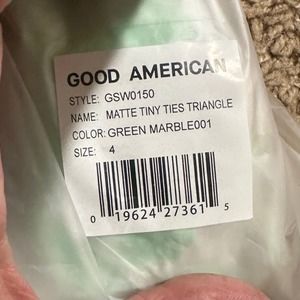 GOOD AMERICAN
STYLE: GSW0150
NAME: MATTE TINY TIES TRIANGLE
COLOR: GREEN MARBLE001
SIZE: 4
0 19624 27361 5